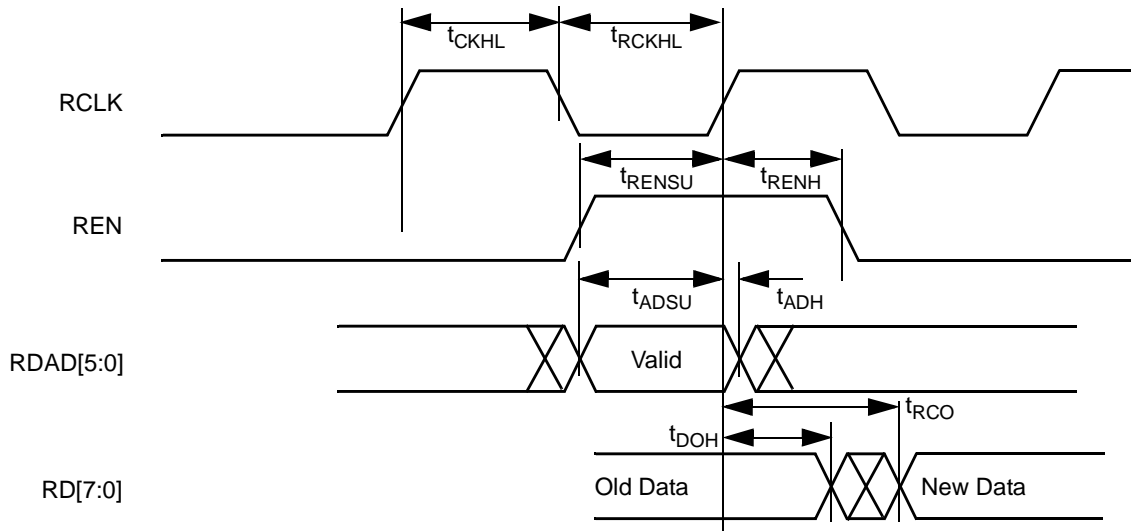 tCKHL tRCKHL
RCLK
tRENSU tRENH
REN
tADSU tADH
RDAD[5:0] Valid
tRCO
tDOH
RD[7:0] Old Data New Data